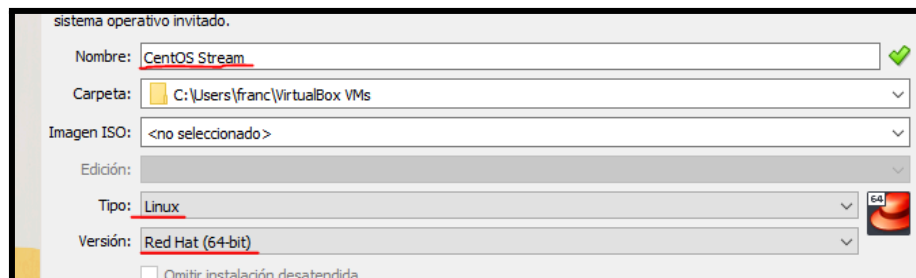 sistema operativo invitado.
Nombre: CentOS Stream
Carpeta: C:\Users\franc\VirtualBox VMs
Imagen ISO: <no seleccionado>
Edición:
Tipo: Linux
64
Versión: Red Hat (64-bit)
Omitir instalación desatendida